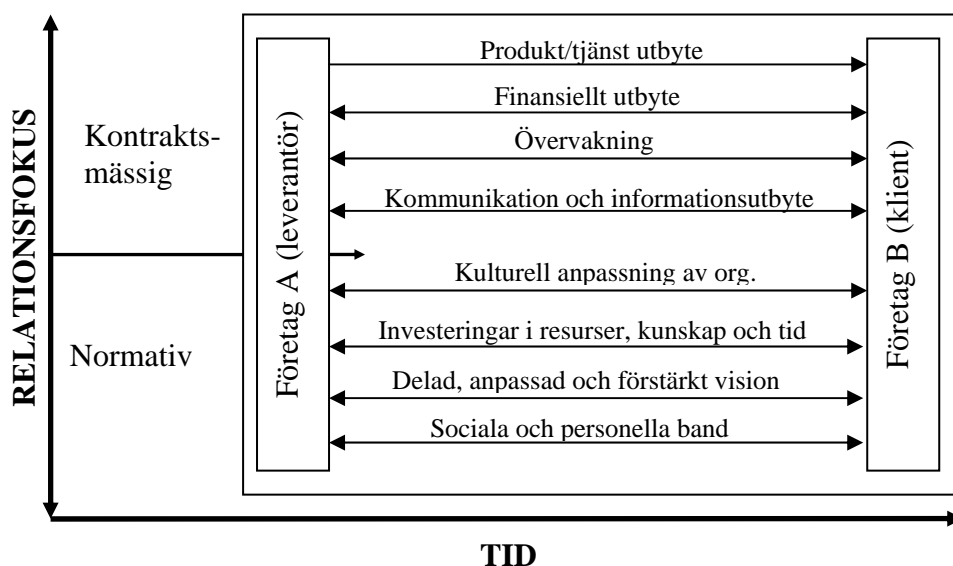 RELATIONSFOKUS
Kontrakts-
mässig
Normativ
Företag A (leverantör)
Produkt/tjänst utbyte
Finansiellt utbyte
Övervakning
Kommunikation och informationsutbyte
Kulturell anpassning av org.
Investeringar i resurser, kunskap och tid
Delad, anpassad och förstärkt vision
Sociala och personella band
Företag B (klient)
TID